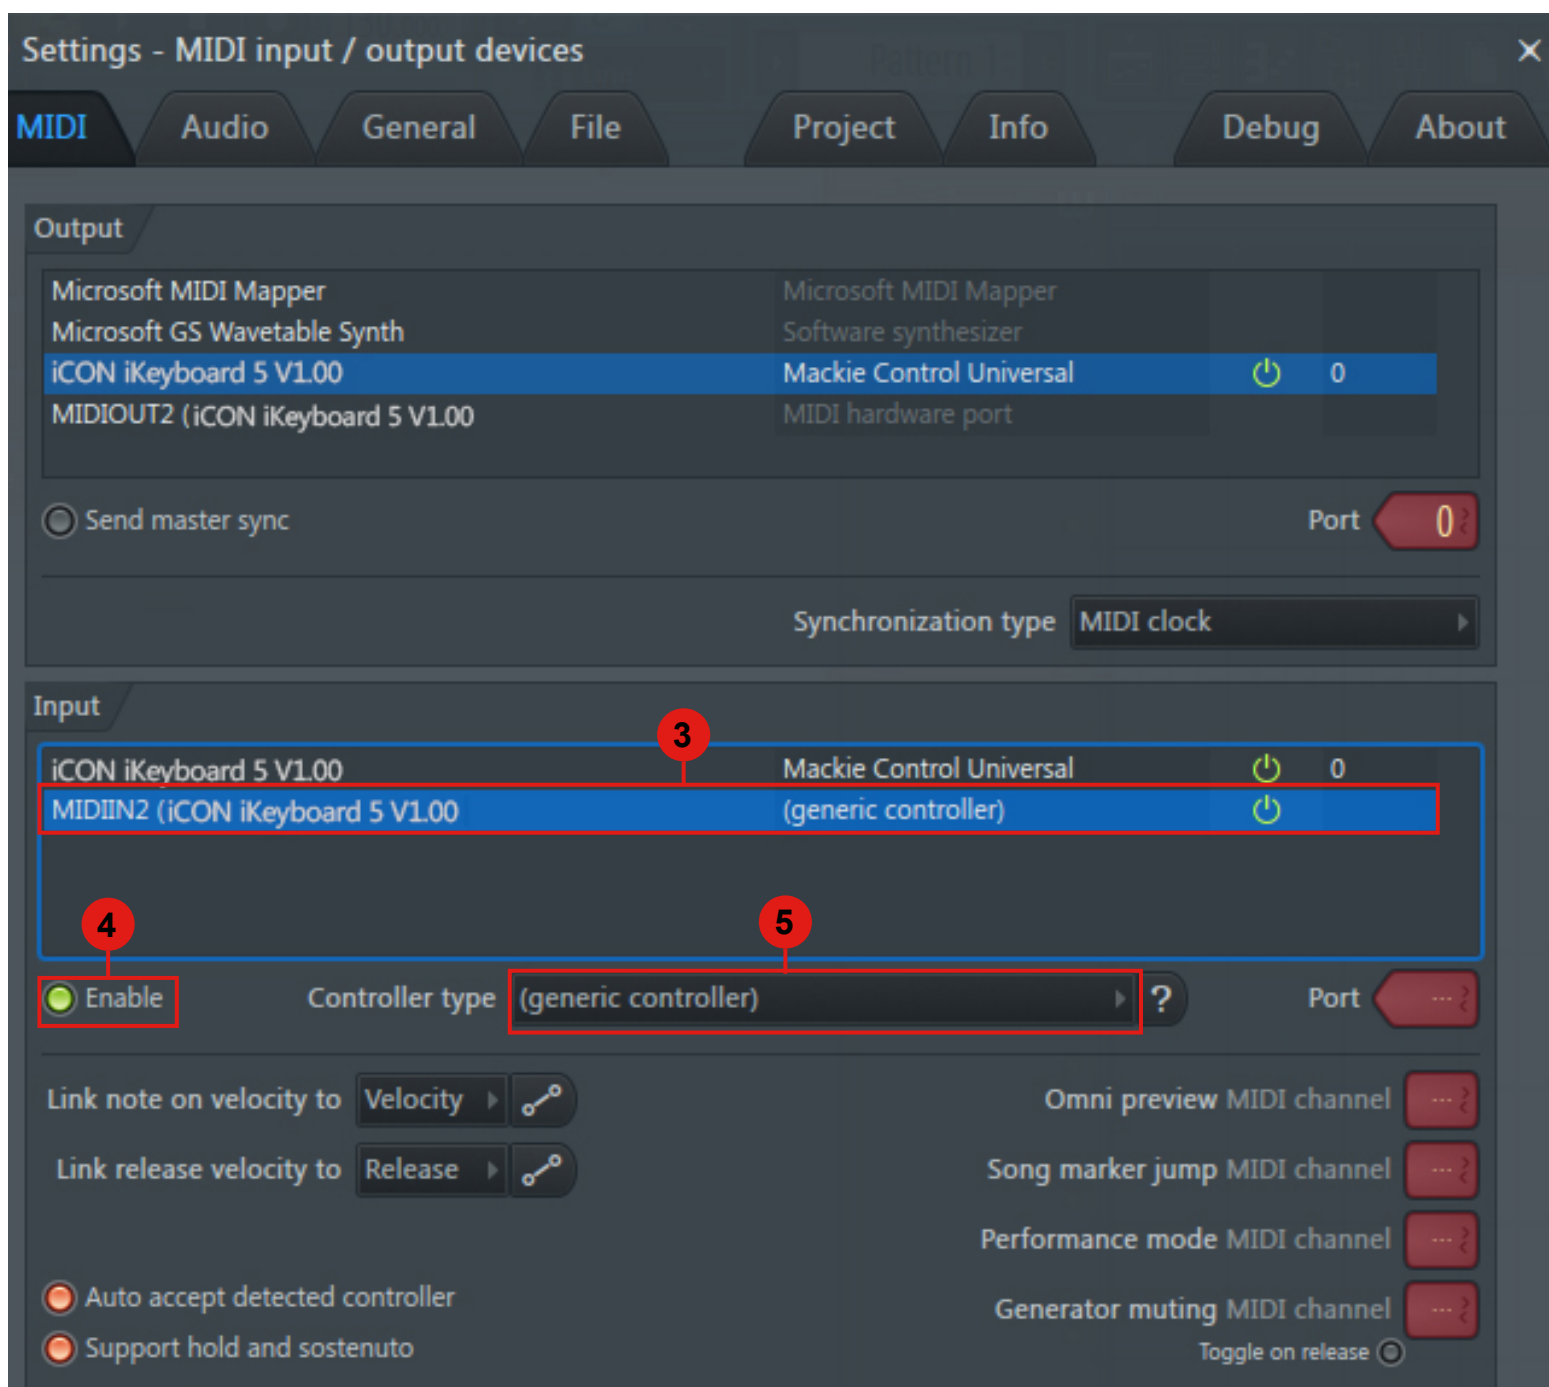 Pattern 1
Settings - MIDI input / output devices
MIDI Audio General File Project Info Debug About
Output
Microsoft MIDI Mapper Microsoft MIDI Mapper
Microsoft GS Wavetable Synth Software synthesizer
iCON iKeyboard 5 V1.00 Mackie Control Universal 0
MIDIOUT2 (iCON iKeyboard 5 V1.00 MIDI hardware port
Send master sync Port 0
Synchronization type MIDI clock
Input
3
iCON iKeyboard 5 V1.00 Mackie Control Universal 0
MIDIIN2 (iCON iKeyboard 5 V1.00 (generic controller)
4 5
Enable Controller type (generic controller) ? Port ---
Link note on velocity to Velocity Omni preview MIDI channel ---
Link release velocity to Release Song marker jump MIDI channel ---
Performance mode MIDI channel ---
Auto accept detected controller Generator muting MIDI channel ---
Support hold and sostenuto Toggle on release